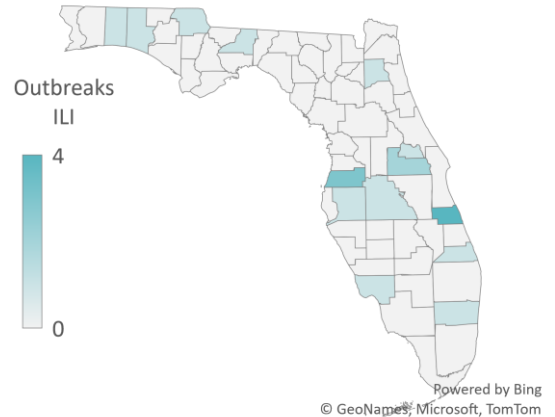 Outbreaks
ILI
4
0
Powered by Bing
© GeoNames, Microsoft, TomTom